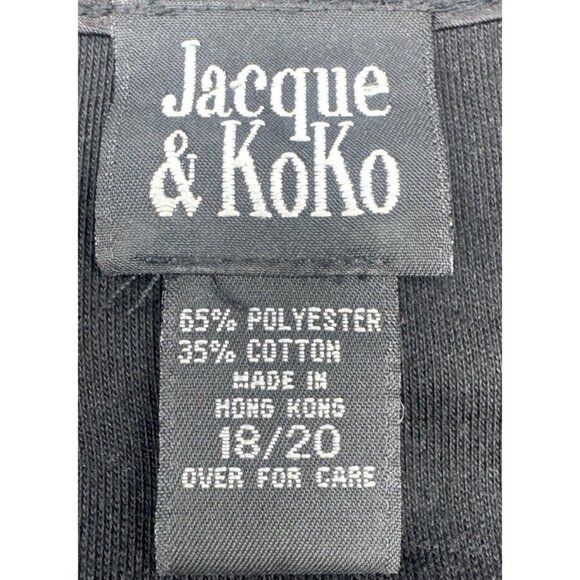 Jacque
& KoKo
65% POLYESTER
35% COTTON
MADE IN
HONG KONG
18/20
OVER FOR CARE